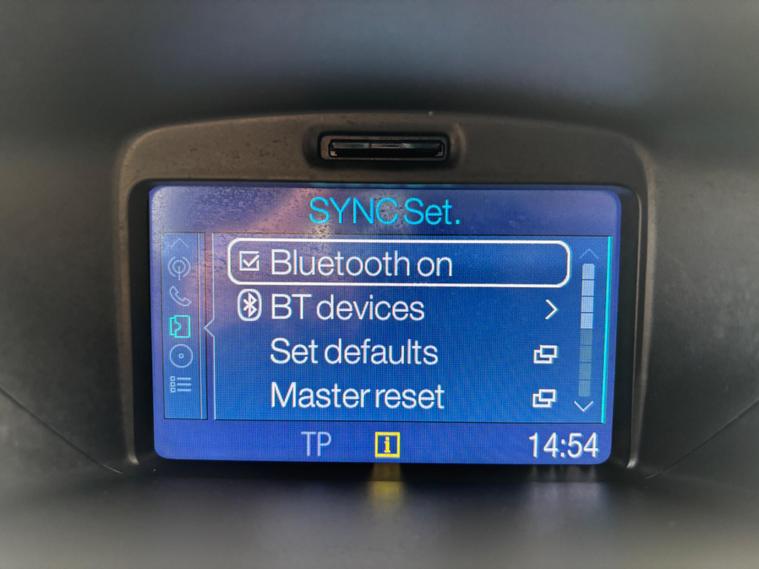 SYNC Set.
Bluetooth on
BT devices
Set defaults
Master reset
TP
i
14:54